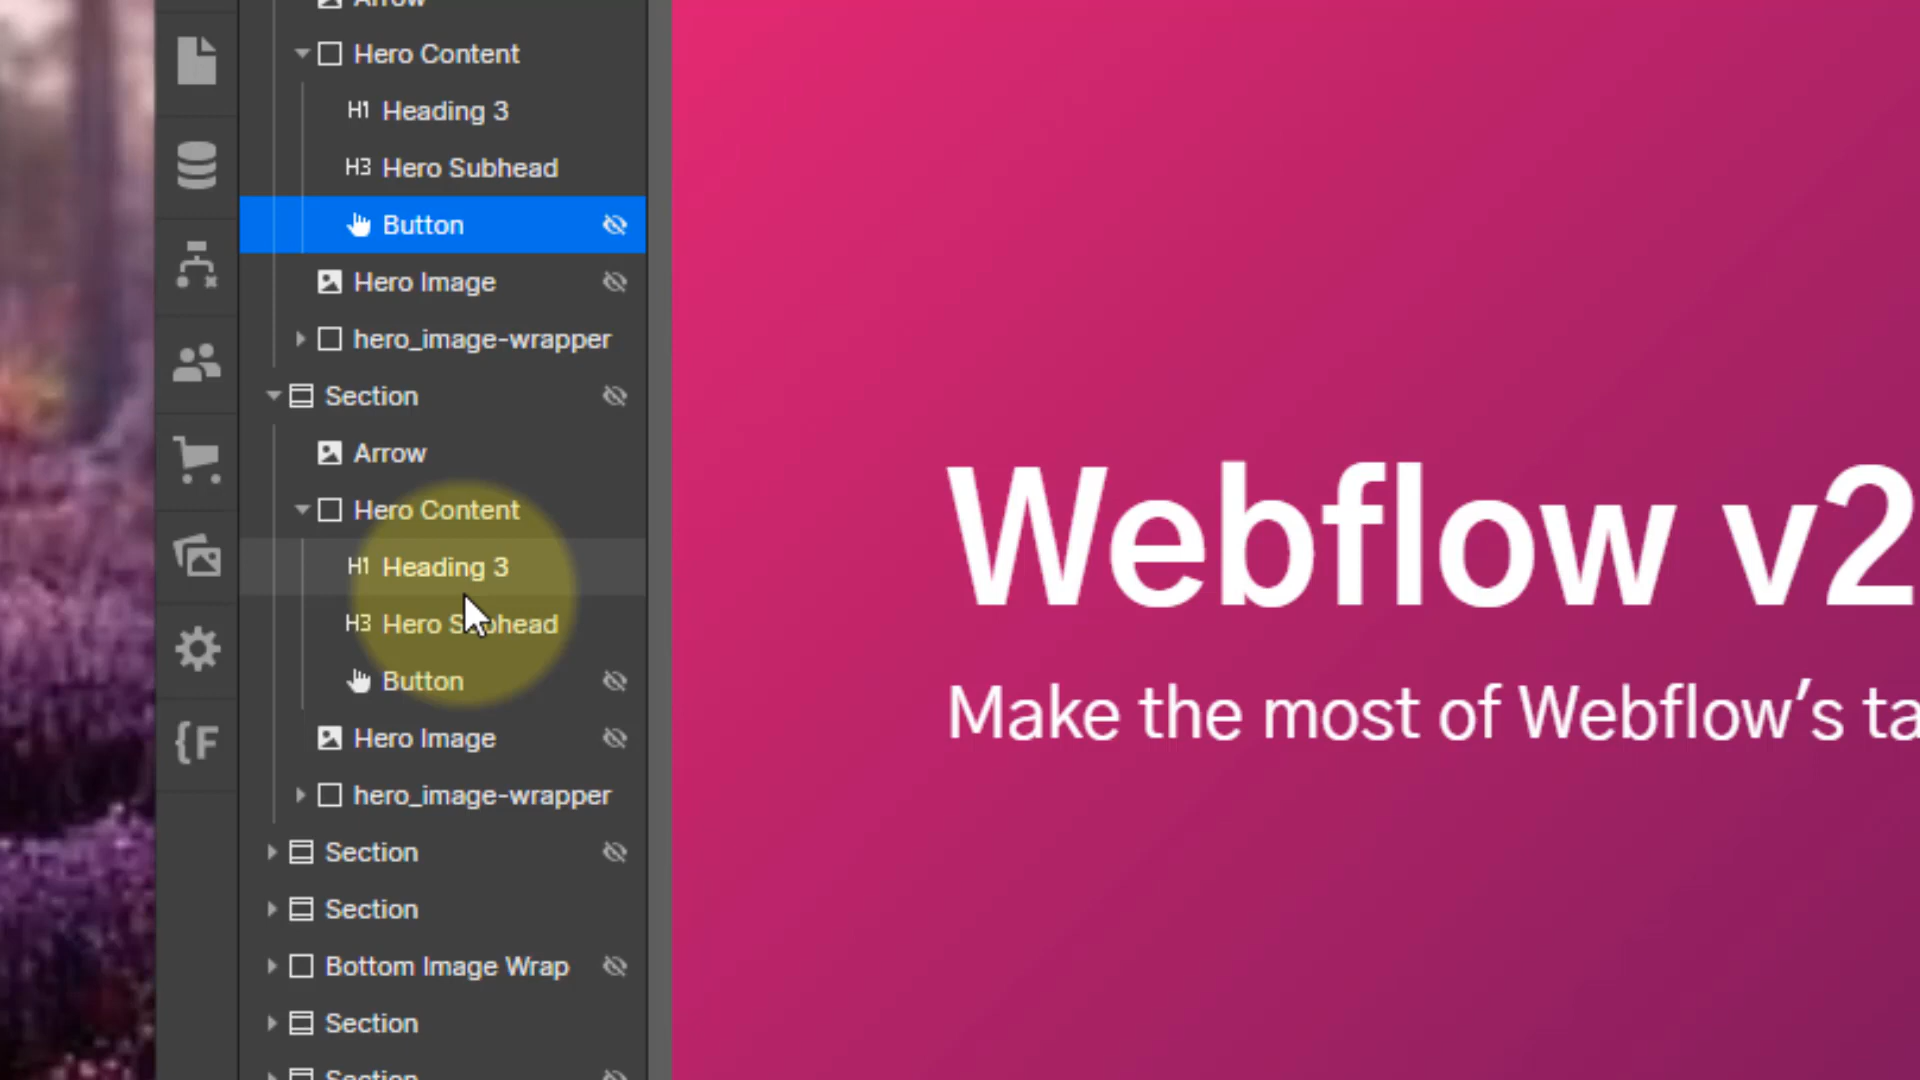 Arrow
Hero Content
H1 Heading 3
H3 Hero Subhead
Button
Hero Image
hero_image-wrapper
Section
Arrow
Hero Content
H1 Heading 3
H3 Hero Subhead
Button
Hero Image
hero_image-wrapper
Section
Section
Bottom Image Wrap
Section
Section
{F
Webflow v2
Make the most of Webflow's ta